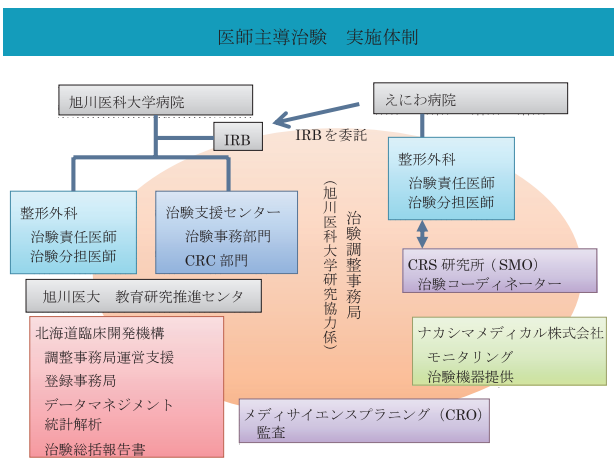 医師主導治験　実施体制
旭川医科大学病院
えにわ病院
IRB
IRBを委託
整形外科
治験責任医師
治験分担医師
治験支援センター
治験事務部門
CRC部門
治験調整事務局
（旭川医科大学研究協力係）
整形外科
治験責任医師
治験分担医師
CRS研究所（SMO）
治験コーディネーター
旭川医大　教育研究推進センタ
北海道臨床開発機構
調整事務局運営支援
登録事務局
データマネジメント
統計解析
治験総括報告書
ナカシマメディカル株式会社
モニタリング
治験機器提供
メディサイエンスプラニング（CRO）
監査